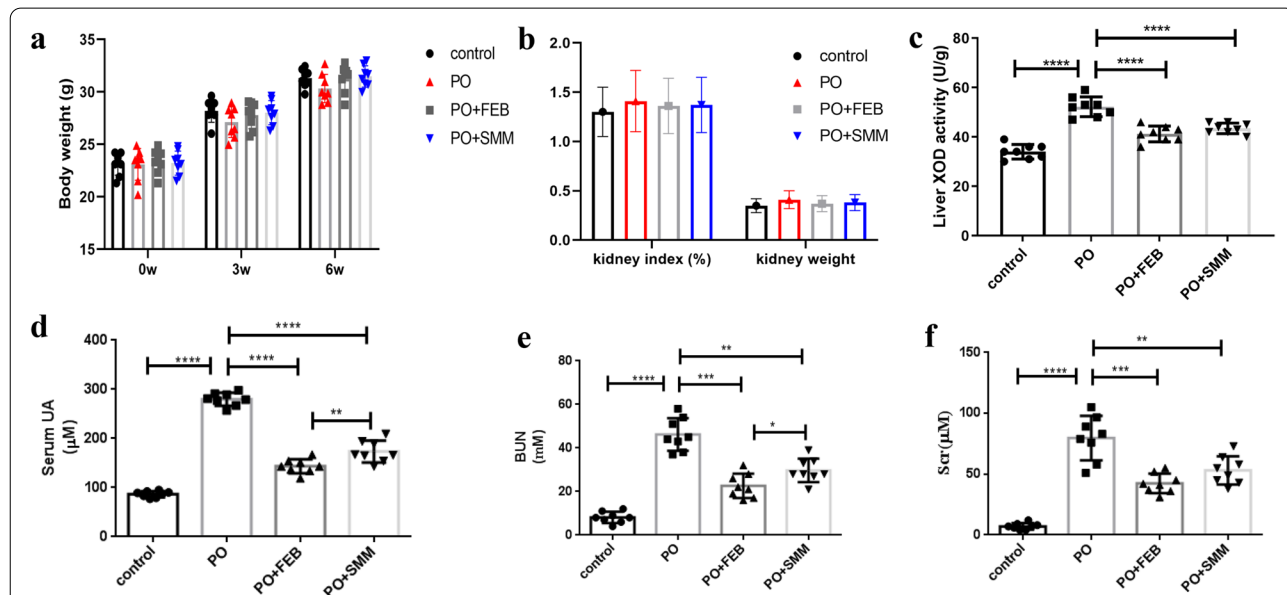 a
Body weight (g)
35
30
25
20
15
0w
3w
6w
control
PO
PO+FEB
PO+SMM
b
2.0
1.5
1.0
0.5
0.0
kidney index (%)
kidney weight
control
PO
PO+FEB
PO+SMM
c
Liver XOD activity (U/g)
80
60
40
20
0
****
****
****
control
PO
PO+FEB
PO+SMM
d
Serum UA
(μM)
400
300
200
100
0
****
****
****
**
control
PO
PO+FEB
PO+SMM
e
BUN
(mM)
80
60
40
20
0
**
****
***
*
control
PO
PO+FEB
PO+SMM
f
Scr (μM)
150
100
50
0
**
****
***
control
PO
PO+FEB
PO+SMM